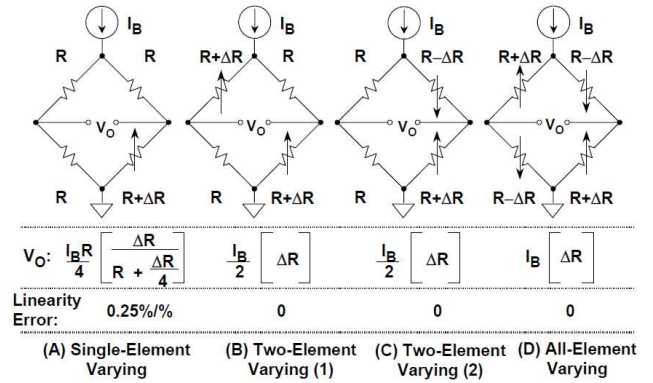 I_B I_B I_B I_B
R R R+ΔR R R R−ΔR R+ΔR R−ΔR
V_O V_O V_O V_O
R R+ΔR R R+ΔR R R+ΔR R−ΔR R+ΔR
V_O: I_B R / 4 [ ΔR / (R + ΔR/4) ] I_B / 2 [ ΔR ] I_B / 2 [ ΔR ] I_B [ ΔR ]
Linearity
Error: 0.25%/% 0 0 0
(A) Single-Element (B) Two-Element (C) Two-Element (D) All-Element
Varying Varying (1) Varying (2) Varying